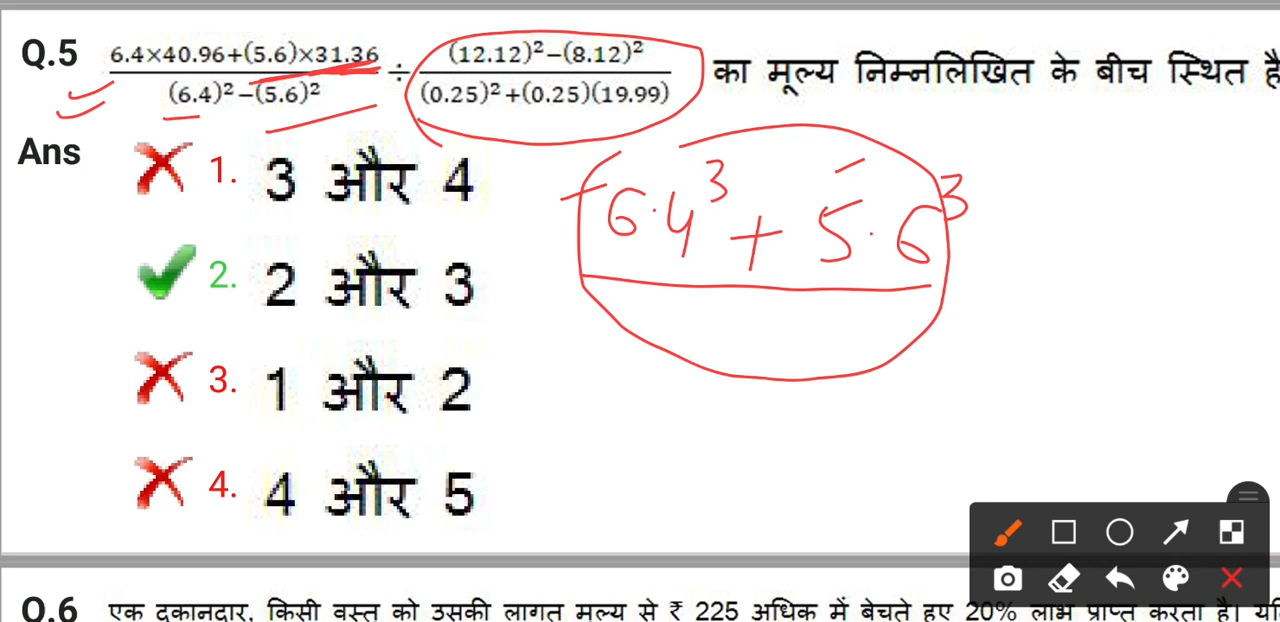 Q.5 6.4×40.96+(5.6)×31.36 / (6.4)²−(5.6)² ÷ (12.12)²−(8.12)² / (0.25)²+(0.25)(19.99) का मूल्य निम्नलिखित के बीच स्थित है
Ans 1. 3 और 4
2. 2 और 3
3. 1 और 2
4. 4 और 5
6.4³ + 5.6³
Q.6 एक दुकानदार, किसी वस्तु को उसकी लागत मूल्य से ₹ 225 अधिक में बेचते हुए 20% लाभ प्राप्त करता है।